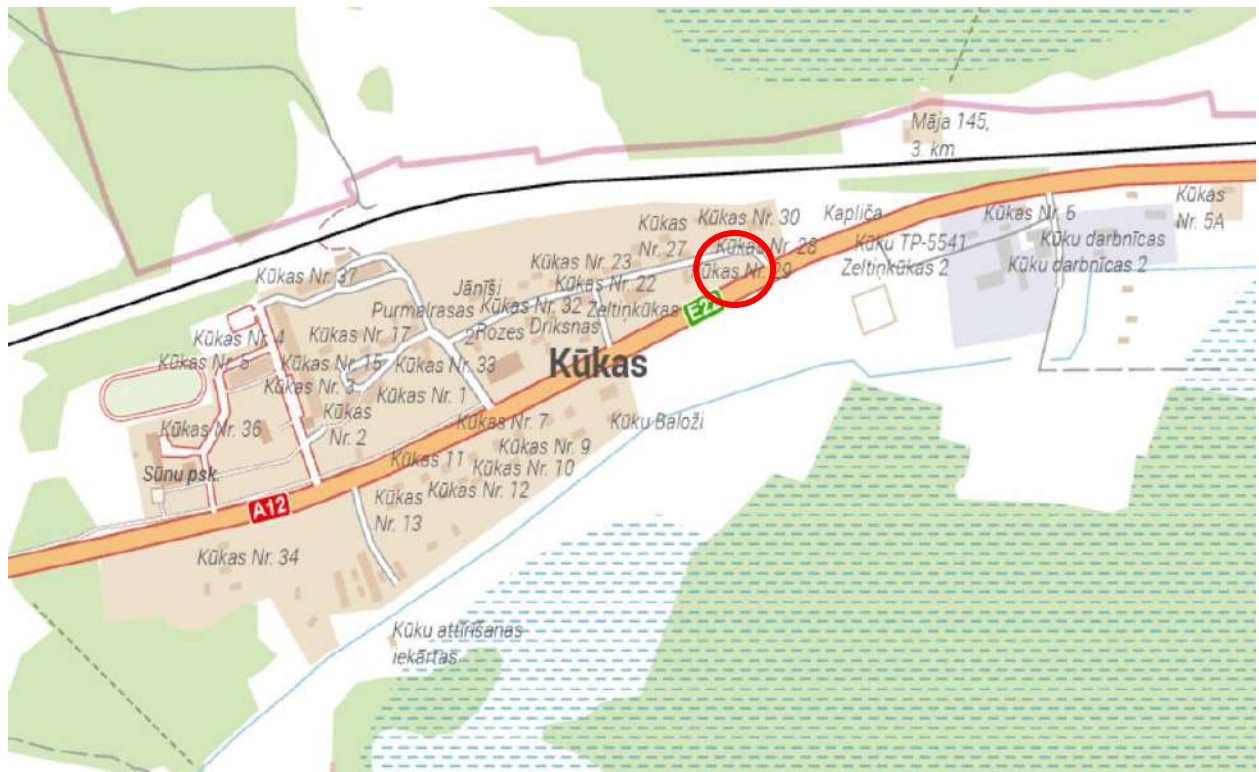 Māja 145,
3. km
Kūkas
Nr. 5A
Kūkas Nr. 30
Kapliča
Kūkas Nr. 6
Kūkas
Nr. 27
Kūkas Nr. 28
Kūku TP-5541
Kūku darbnīcas
Kūkas Nr. 23
Kūkas Nr. 29
Zeltiņkūkas 2
Kūku darbnīcas 2
Kūkas Nr. 37
Kūkas Nr. 22
Jānīši
Purmalrasas
2
Kūkas Nr. 32
Zeltiņkūkas
E22
Rozes
Driksnas
Kūkas Nr. 4
Kūkas Nr. 17
Kūkas Nr. 5
Kūkas Nr. 15
Kūkas Nr. 33
Kūkas
Kūkas Nr. 3
Kūkas Nr. 1
Kūkas
Nr. 2
Kūkas Nr. 7
Kūku Baloži
Kūkas Nr. 36
Kūkas Nr. 9
Kūkas 11
Kūkas Nr. 10
Sūnu psk.
Kūkas Nr. 12
Kūkas
Nr. 13
A12
Kūkas Nr. 34
Kūku attīrīšanas
iekārtas